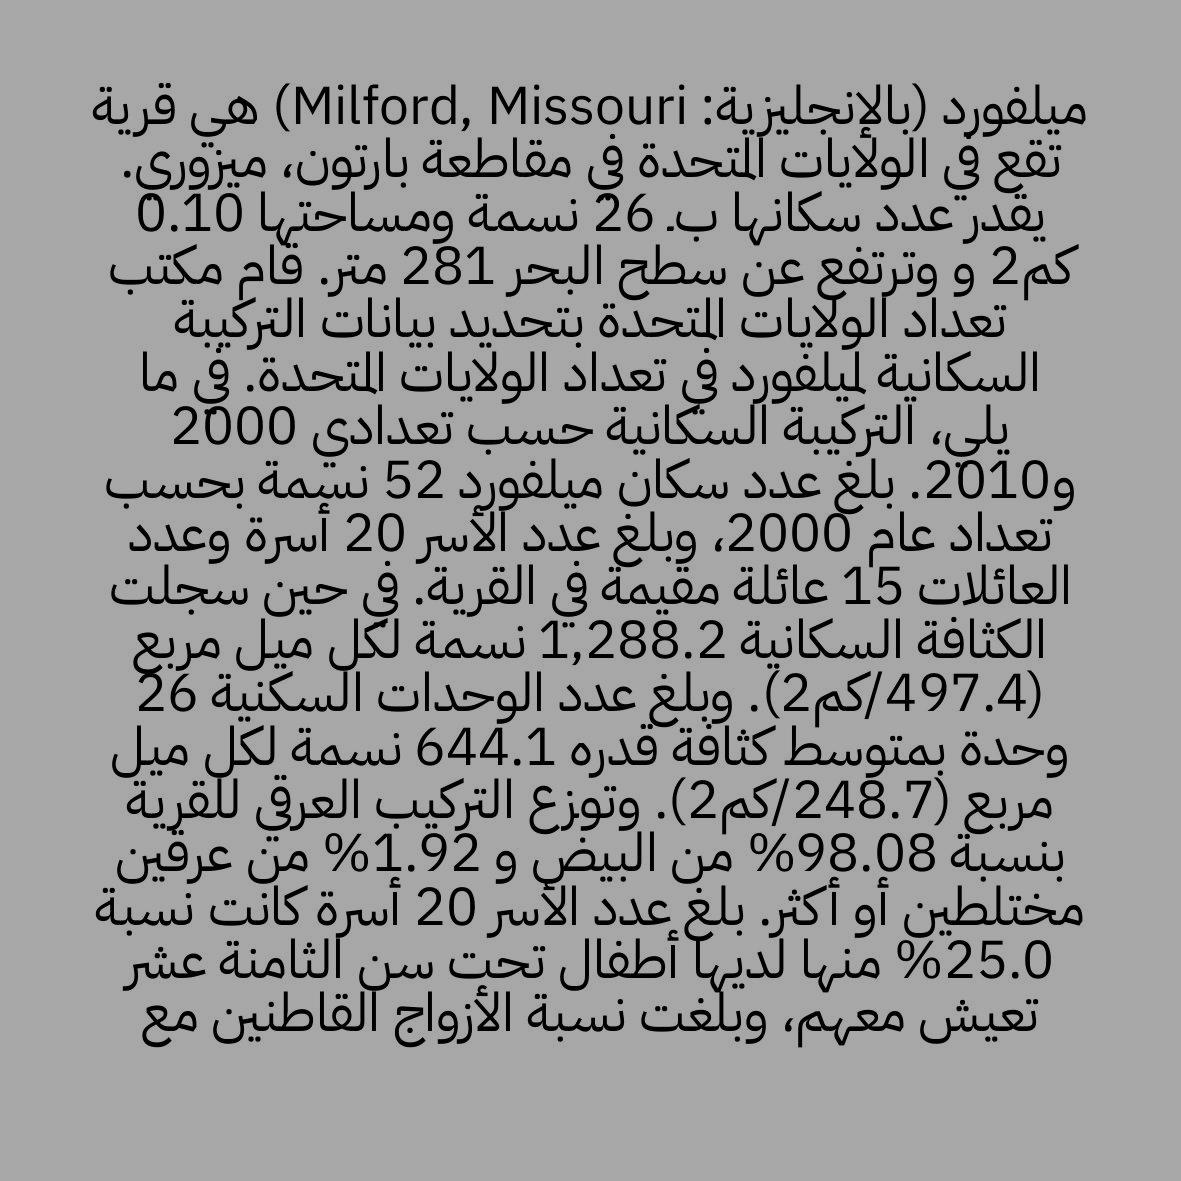 ميلفورد (بالإنجليزية: Milford, Missouri) هي قرية
تقع في الولايات المتحدة في مقاطعة بارتون، ميزوري.
يقدر عدد سكانها بـ 26 نسمة ومساحتها 0.10
كم2 و وترتفع عن سطح البحر 281 متر. قام مكتب
تعداد الولايات المتحدة بتحديد بيانات التركيبة
السكانية لميلفورد في تعداد الولايات المتحدة. في ما
يلي، التركيبة السكانية حسب تعدادي 2000
و2010. بلغ عدد سكان ميلفورد 52 نسمة بحسب
تعداد عام 2000، وبلغ عدد الأسر 20 أسرة وعدد
العائلات 15 عائلة مقيمة في القرية. في حين سجلت
الكثافة السكانية 1,288.2 نسمة لكل ميل مربع
(497.4/كم2). وبلغ عدد الوحدات السكنية 26
وحدة بمتوسط كثافة قدره 644.1 نسمة لكل ميل
مربع (248.7/كم2). وتوزع التركيب العرقي للقرية
بنسبة 98.08% من البيض و 1.92% من عرقين
مختلطين أو أكثر. بلغ عدد الأسر 20 أسرة كانت نسبة
25.0% منها لديها أطفال تحت سن الثامنة عشر
تعيش معهم، وبلغت نسبة الأزواج القاطنين مع